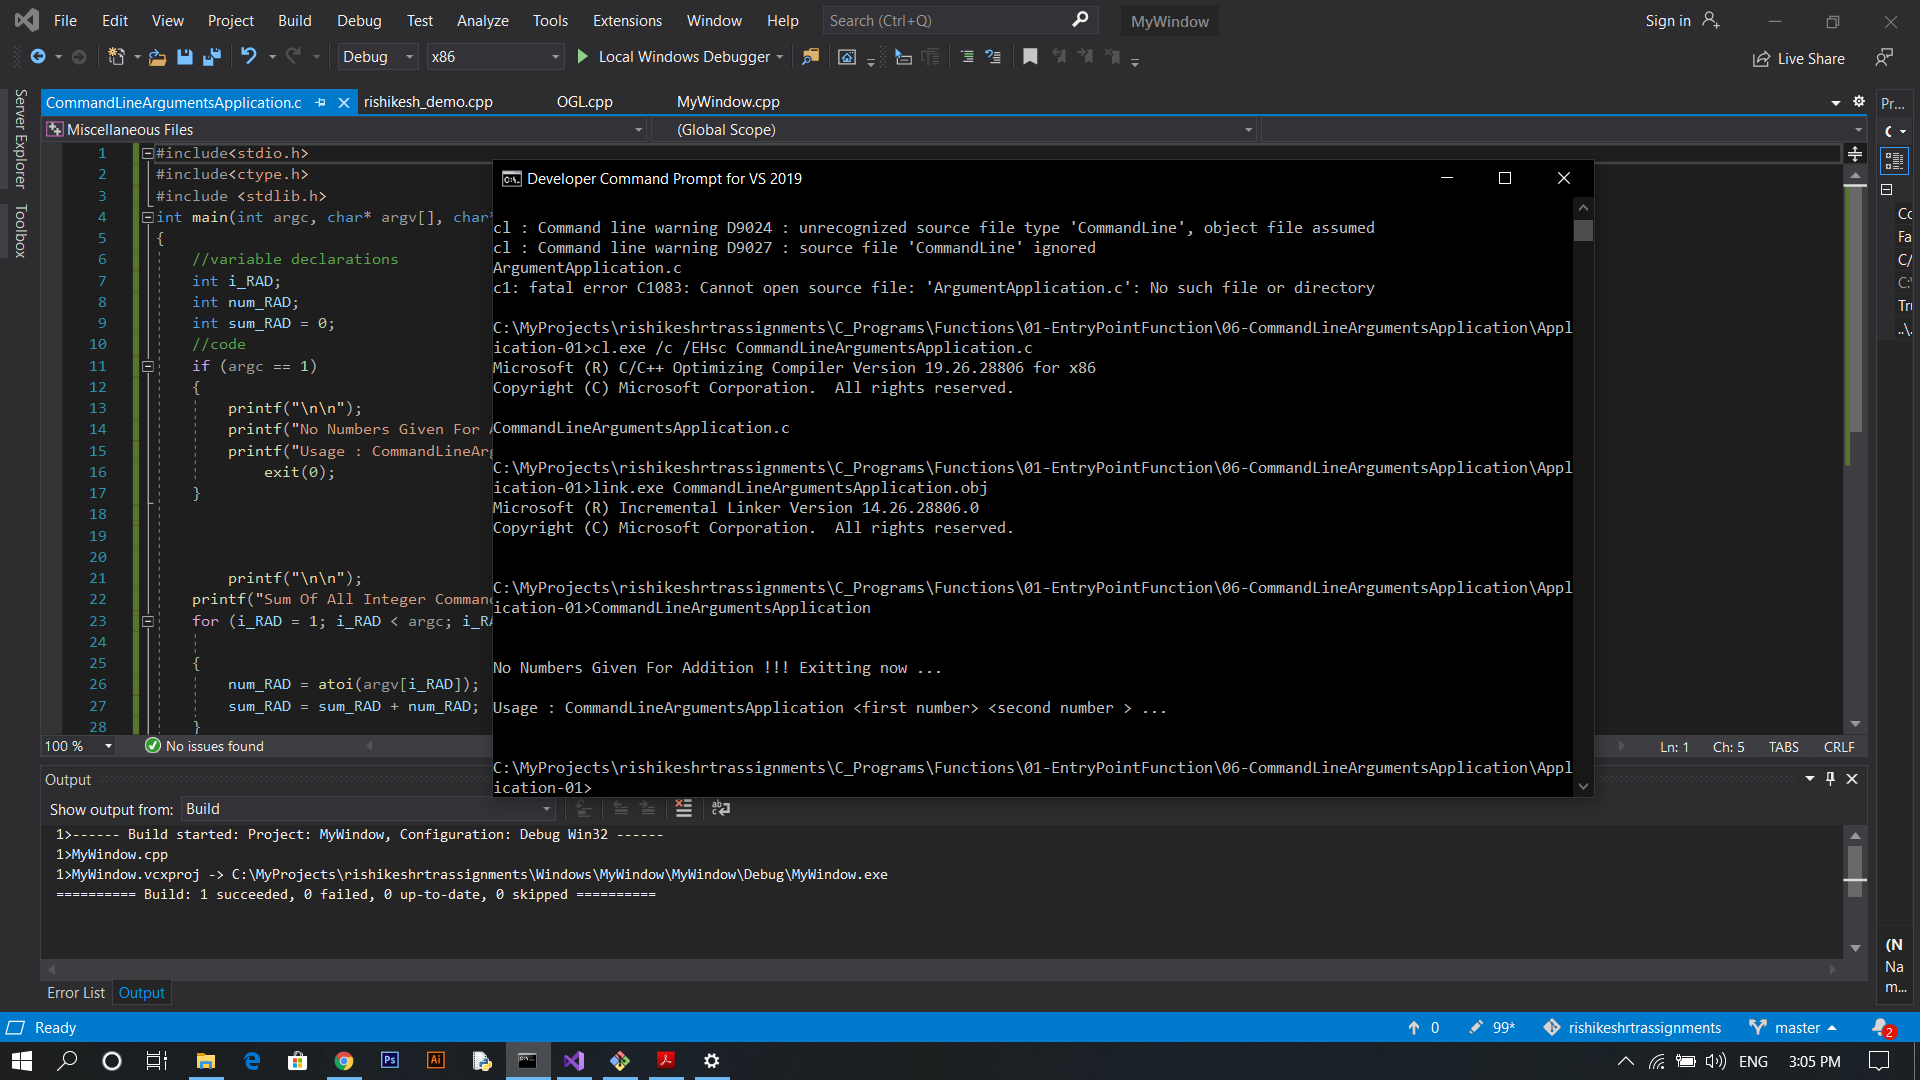 File Edit View Project Build Debug Test Analyze Tools Extensions Window Help Search (Ctrl+Q) MyWindow Sign in
Debug x86 Local Windows Debugger Live Share
Server Explorer
Toolbox
CommandLineArgumentsApplication.c rishikesh_demo.cpp OGL.cpp MyWindow.cpp
Miscellaneous Files (Global Scope)
1 #include<stdio.h>
2 #include<ctype.h>
3 #include <stdlib.h>
4 int main(int argc, char* argv[], char*
5 {
6 //variable declarations
7 int i_RAD;
8 int num_RAD;
9 int sum_RAD = 0;
10 //code
11 if (argc == 1)
12 {
13 printf("\n\n");
14 printf("No Numbers Given For A
15 printf("Usage : CommandLineArg
16 exit(0);
17 }
18
19
20
21 printf("\n\n");
22 printf("Sum Of All Integer Comman
23 for (i_RAD = 1; i_RAD < argc; i_RA
24
25 {
26 num_RAD = atoi(argv[i_RAD]);
27 sum_RAD = sum_RAD + num_RAD;
28 }
Developer Command Prompt for VS 2019
cl : Command line warning D9024 : unrecognized source file type 'CommandLine', object file assumed
cl : Command line warning D9027 : source file 'CommandLine' ignored
ArgumentApplication.c
c1: fatal error C1083: Cannot open source file: 'ArgumentApplication.c': No such file or directory
C:\MyProjects\rishikeshrtrassignments\C_Programs\Functions\01-EntryPointFunction\06-CommandLineArgumentsApplication\Appl
ication-01>cl.exe /c /EHsc CommandLineArgumentsApplication.c
Microsoft (R) C/C++ Optimizing Compiler Version 19.26.28806 for x86
Copyright (C) Microsoft Corporation.  All rights reserved.
CommandLineArgumentsApplication.c
C:\MyProjects\rishikeshrtrassignments\C_Programs\Functions\01-EntryPointFunction\06-CommandLineArgumentsApplication\Appl
ication-01>link.exe CommandLineArgumentsApplication.obj
Microsoft (R) Incremental Linker Version 14.26.28806.0
Copyright (C) Microsoft Corporation.  All rights reserved.
C:\MyProjects\rishikeshrtrassignments\C_Programs\Functions\01-EntryPointFunction\06-CommandLineArgumentsApplication\Appl
ication-01>CommandLineArgumentsApplication
No Numbers Given For Addition !!! Exitting now ...
Usage : CommandLineArgumentsApplication <first number> <second number > ...
C:\MyProjects\rishikeshrtrassignments\C_Programs\Functions\01-EntryPointFunction\06-CommandLineArgumentsApplication\Appl
ication-01>
Pr...
C
Co
Fa
C/
C:\
Tru
..\.
100 % No issues found Ln: 1 Ch: 5 TABS CRLF
Output
Show output from: Build
1>------ Build started: Project: MyWindow, Configuration: Debug Win32 ------
1>MyWindow.cpp
1>MyWindow.vcxproj -> C:\MyProjects\rishikeshrtrassignments\Windows\MyWindow\MyWindow\Debug\MyWindow.exe
========== Build: 1 succeeded, 0 failed, 0 up-to-date, 0 skipped ==========
(N
Na
m...
Error List Output
Ready 0 99* rishikeshrtrassignments master 2
Ps Ai ENG 3:05 PM